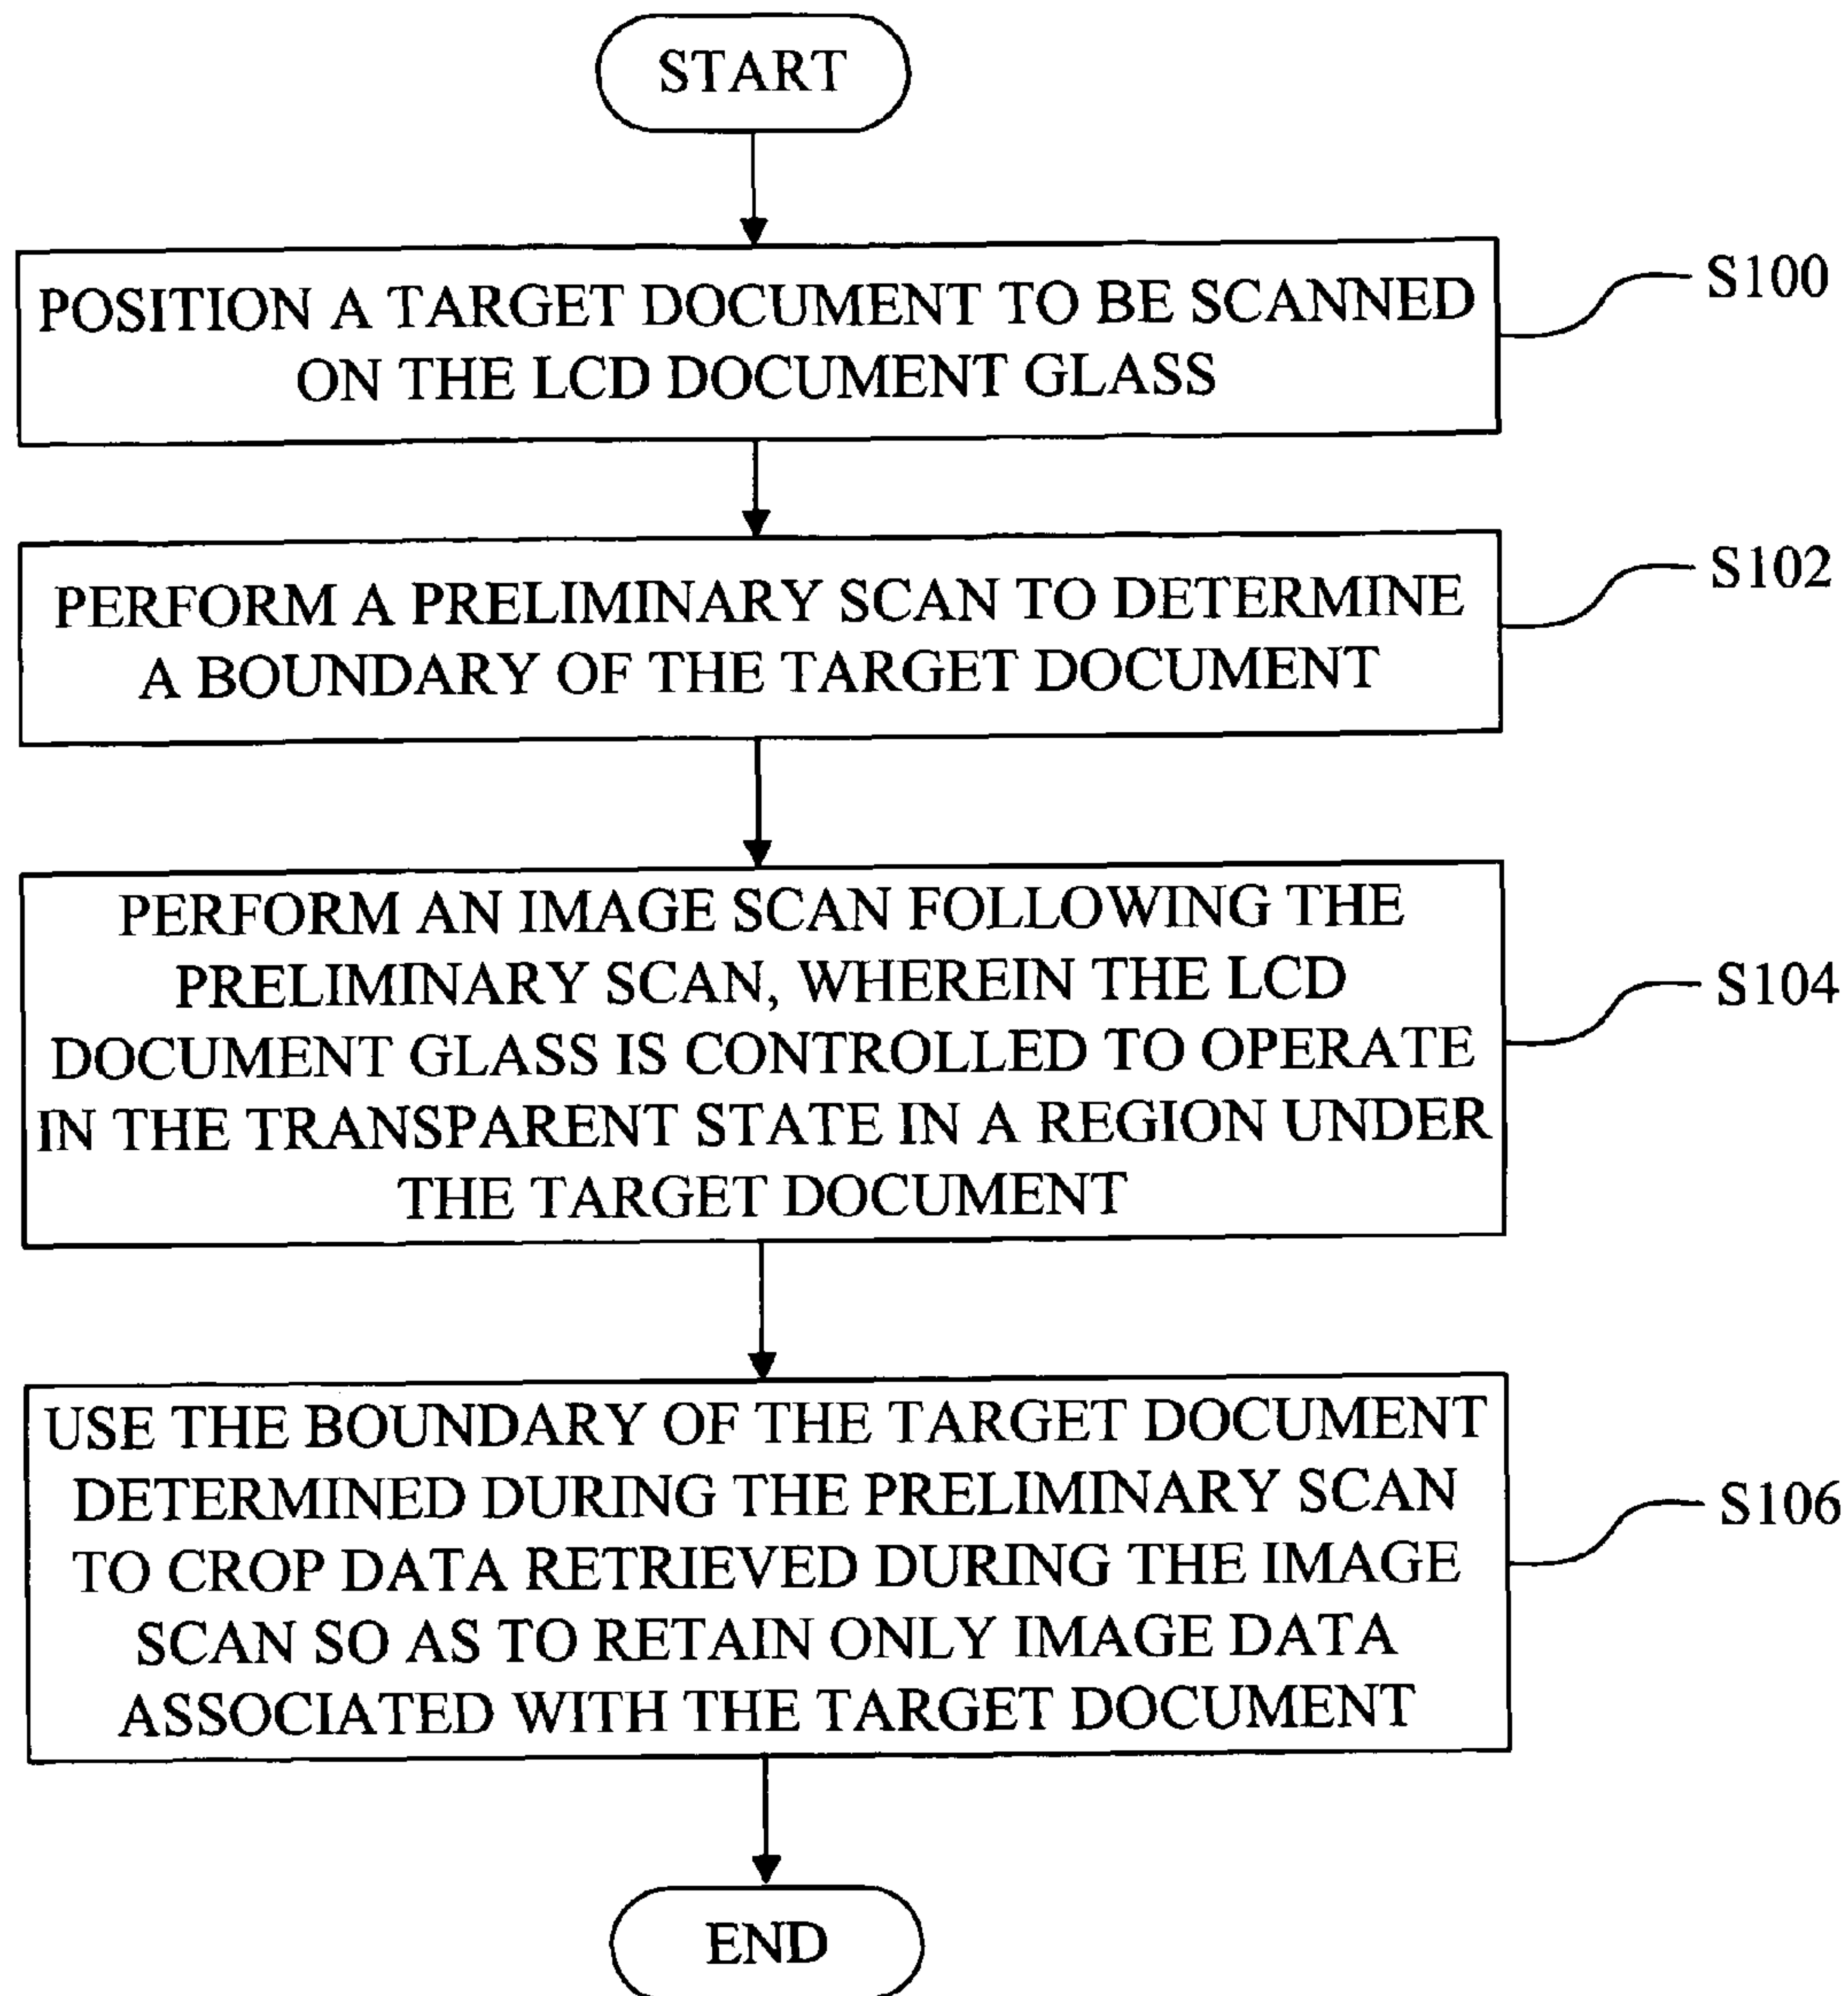 START
POSITION A TARGET DOCUMENT TO BE SCANNED
ON THE LCD DOCUMENT GLASS
S100
PERFORM A PRELIMINARY SCAN TO DETERMINE
A BOUNDARY OF THE TARGET DOCUMENT
S102
PERFORM AN IMAGE SCAN FOLLOWING THE
PRELIMINARY SCAN, WHEREIN THE LCD
DOCUMENT GLASS IS CONTROLLED TO OPERATE
IN THE TRANSPARENT STATE IN A REGION UNDER
THE TARGET DOCUMENT
S104
USE THE BOUNDARY OF THE TARGET DOCUMENT
DETERMINED DURING THE PRELIMINARY SCAN
TO CROP DATA RETRIEVED DURING THE IMAGE
SCAN SO AS TO RETAIN ONLY IMAGE DATA
ASSOCIATED WITH THE TARGET DOCUMENT
S106
END